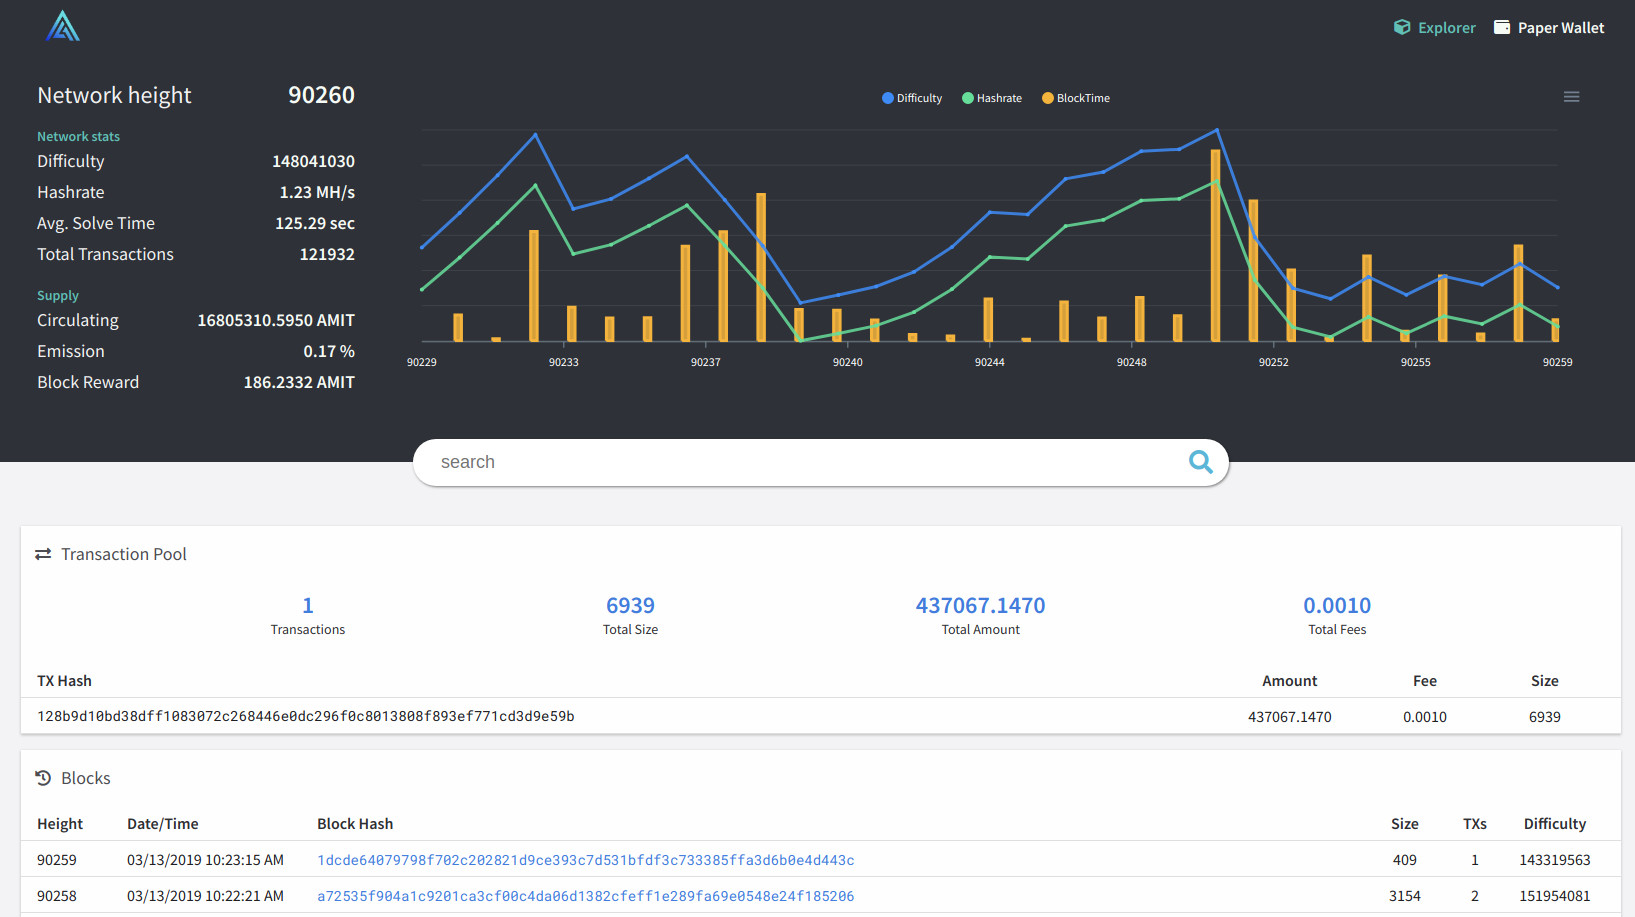 Explorer Paper Wallet
Network height 90260
Network stats
Difficulty 148041030
Hashrate 1.23 MH/s
Avg. Solve Time 125.29 sec
Total Transactions 121932
Supply
Circulating 16805310.5950 AMIT
Emission 0.17 %
Block Reward 186.2332 AMIT
Difficulty Hashrate BlockTime
90229 90233 90237 90240 90244 90248 90252 90255 90259
search
Transaction Pool
1 6939 437067.1470 0.0010
Transactions Total Size Total Amount Total Fees
TX Hash Amount Fee Size
128b9d10bd38dff1083072c268446e0dc296f0c8013808f893ef771cd3d9e59b 437067.1470 0.0010 6939
Blocks
Height Date/Time Block Hash Size TXs Difficulty
90259 03/13/2019 10:23:15 AM 1dcde64079798f702c202821d9ce393c7d531bfdf3c733385ffa3d6b0e4d443c 409 1 143319563
90258 03/13/2019 10:22:21 AM a72535f904a1c9201ca3cf00c4da06d1382cfeff1e289fa69e0548e24f185206 3154 2 151954081